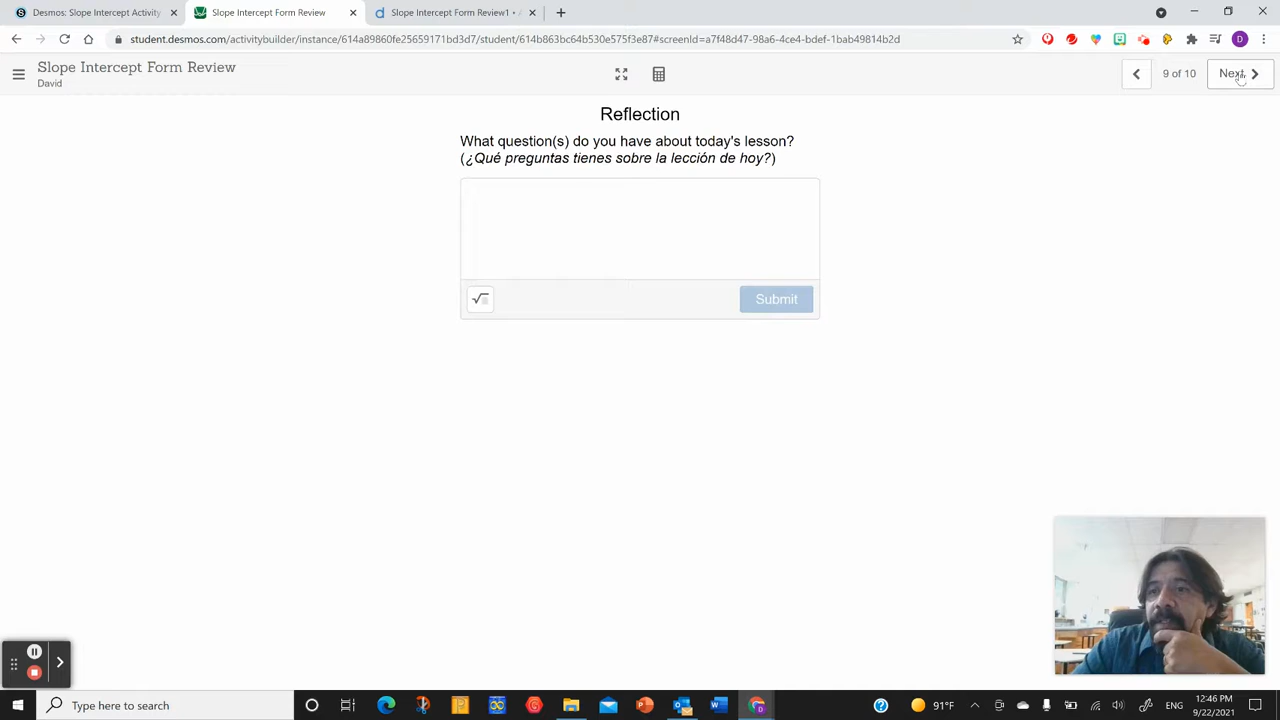 Desmos: Slope Intercept Activity
Slope Intercept Form Review
Slope Intercept Form Review1 • A
student.desmos.com/activitybuilder/instance/614a89860fe25659171bd3d7/student/614b863bc64b530e575f3e87#screenId=a7f48d47-98a6-4ce4-bdef-1bab49814b2d
D
Slope Intercept Form Review
David
9 of 10
Next
Reflection
What question(s) do you have about today's lesson?
(¿Qué preguntas tienes sobre la lección de hoy?)
Submit
Type here to search
91°F
ENG
12:46 PM
9/22/2021